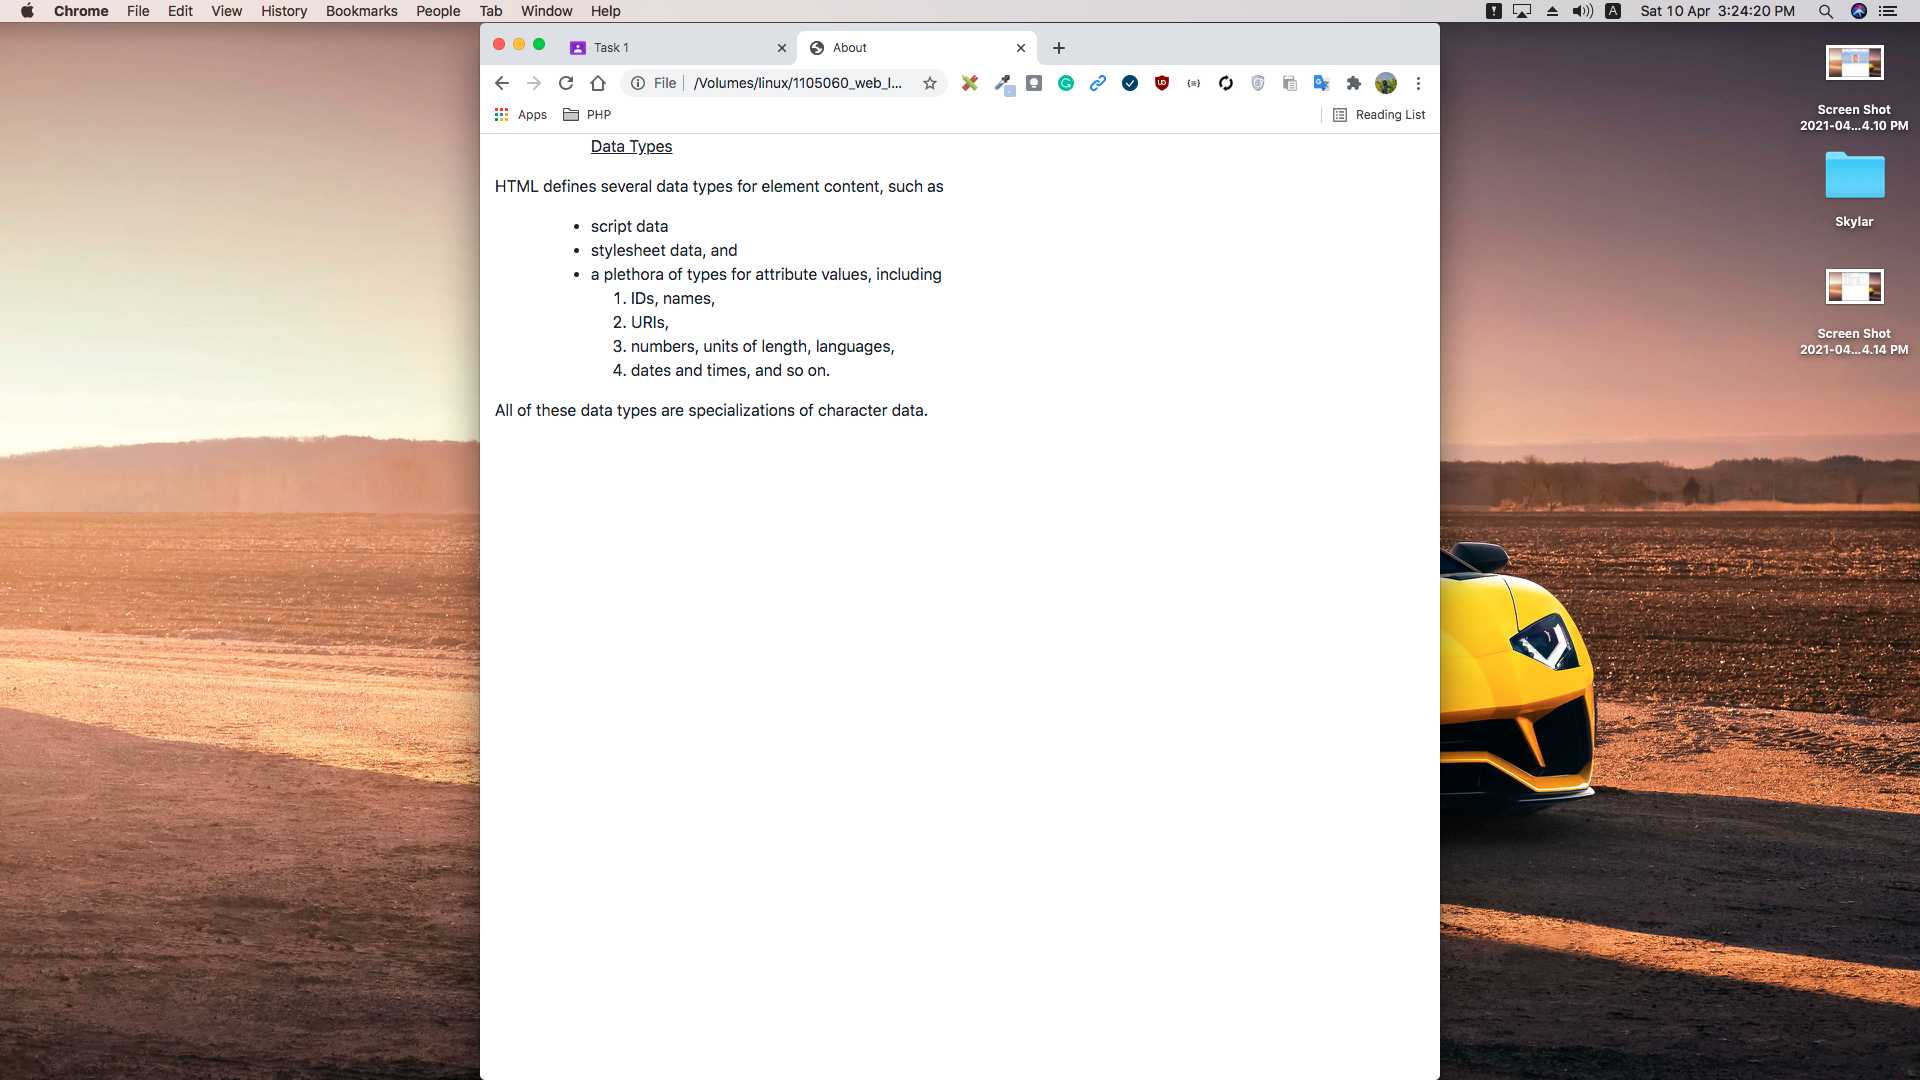 Chrome File Edit View History Bookmarks People Tab Window Help
A Sat 10 Apr 3:24:20 PM
Task 1
About
File /Volumes/linux/1105060_web_l...
Apps PHP Reading List
Data Types
HTML defines several data types for element content, such as
• script data
• stylesheet data, and
• a plethora of types for attribute values, including
1. IDs, names,
2. URIs,
3. numbers, units of length, languages,
4. dates and times, and so on.
All of these data types are specializations of character data.
Screen Shot
2021-04...4.10 PM
Skylar
Screen Shot
2021-04...4.14 PM